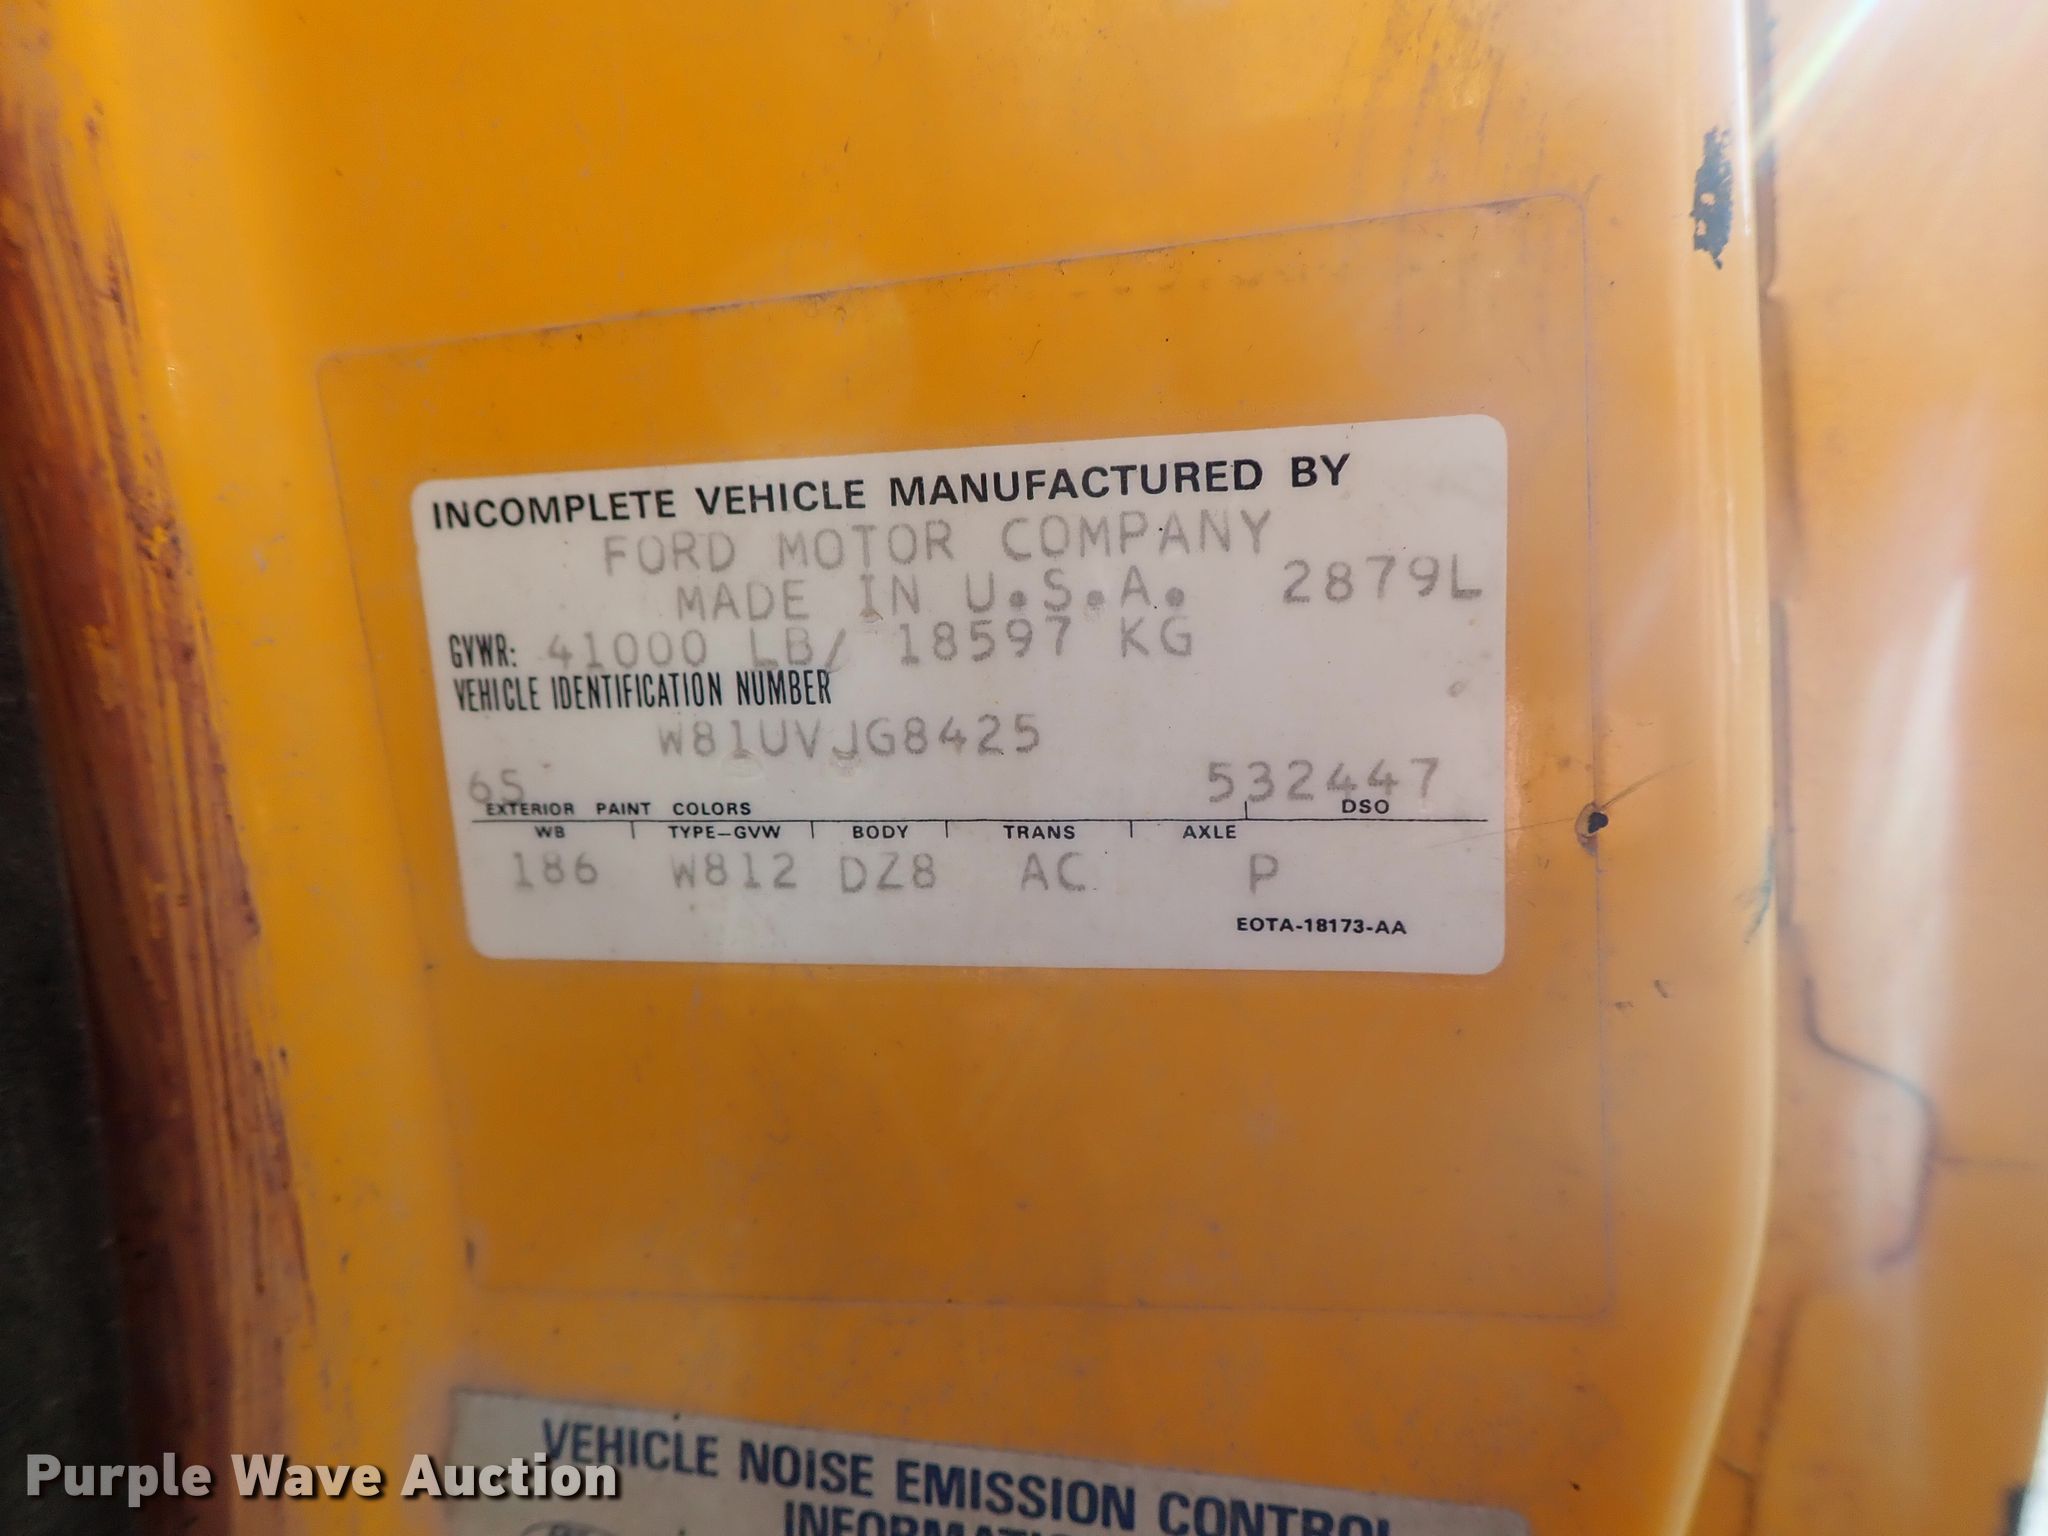 INCOMPLETE VEHICLE MANUFACTURED BY
FORD MOTOR COMPANY
MADE IN U.S.A. 2879L
GVWR: 41000 LB/ 18597 KG
VEHICLE IDENTIFICATION NUMBER
W81UVJG8425
65 532447
EXTERIOR PAINT COLORS DSO
WB TYPE-GVW BODY TRANS AXLE
186 W812 DZ8 AC P
EOTA-18173-AA
VEHICLE NOISE EMISSION CONTROL
Purple Wave Auction